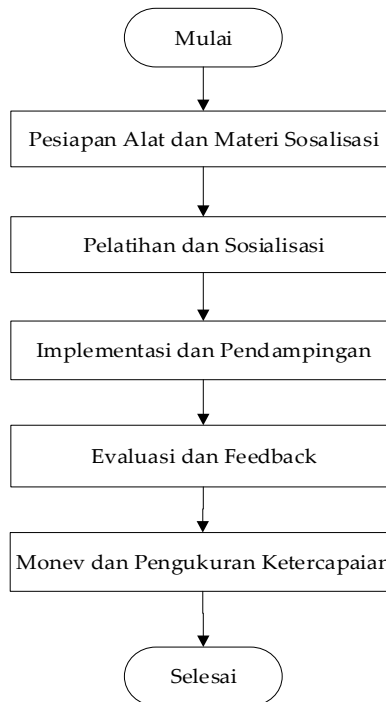 Mulai
Pesiapan Alat dan Materi Sosalisasi
Pelatihan dan Sosialisasi
Implementasi dan Pendampingan
Evaluasi dan Feedback
Monev dan Pengukuran Ketercapaian
Selesai